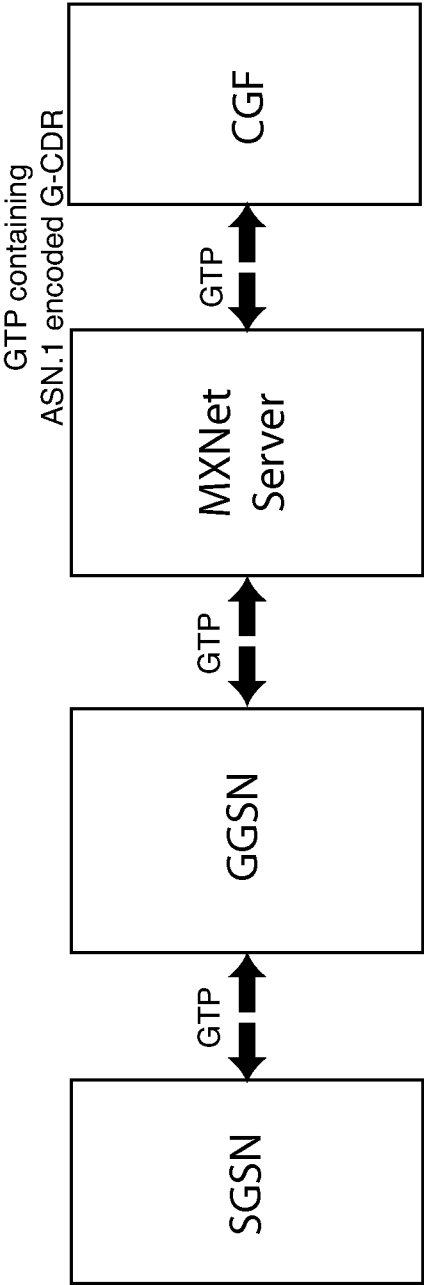 GTP containing
ASN.1 encoded G-CDR
SGSN
GTP
GGSN
GTP
MXNet
Server
GTP
CGF